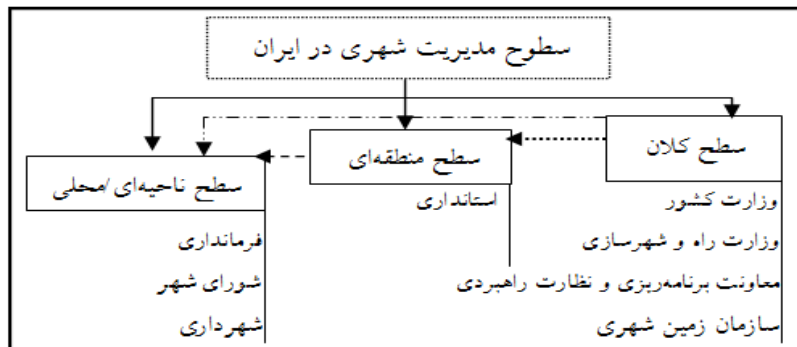 سطوح مدیریت شهری در ایران
سطح کلان
وزارت کشور
وزارت راه و شهرسازی
معاونت برنامه‌ریزی و نظارت راهبردی
سازمان زمین شهری
سطح منطقه‌ای
استانداری
سطح ناحیه‌ای/محلی
فرمانداری
شورای شهر
شهرداری